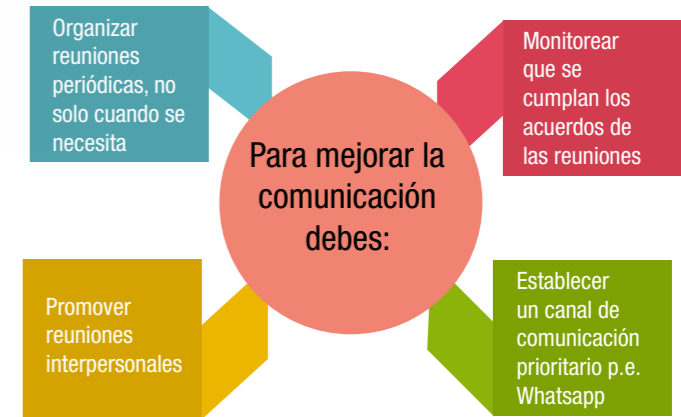 Organizar
reuniones
periódicas, no
solo cuando se
necesita
Monitorear
que se
cumplan los
acuerdos de
las reuniones
Para mejorar la
comunicación
debes:
Promover
reuniones
interpersonales
Establecer
un canal de
comunicación
prioritario p.e.
Whatsapp